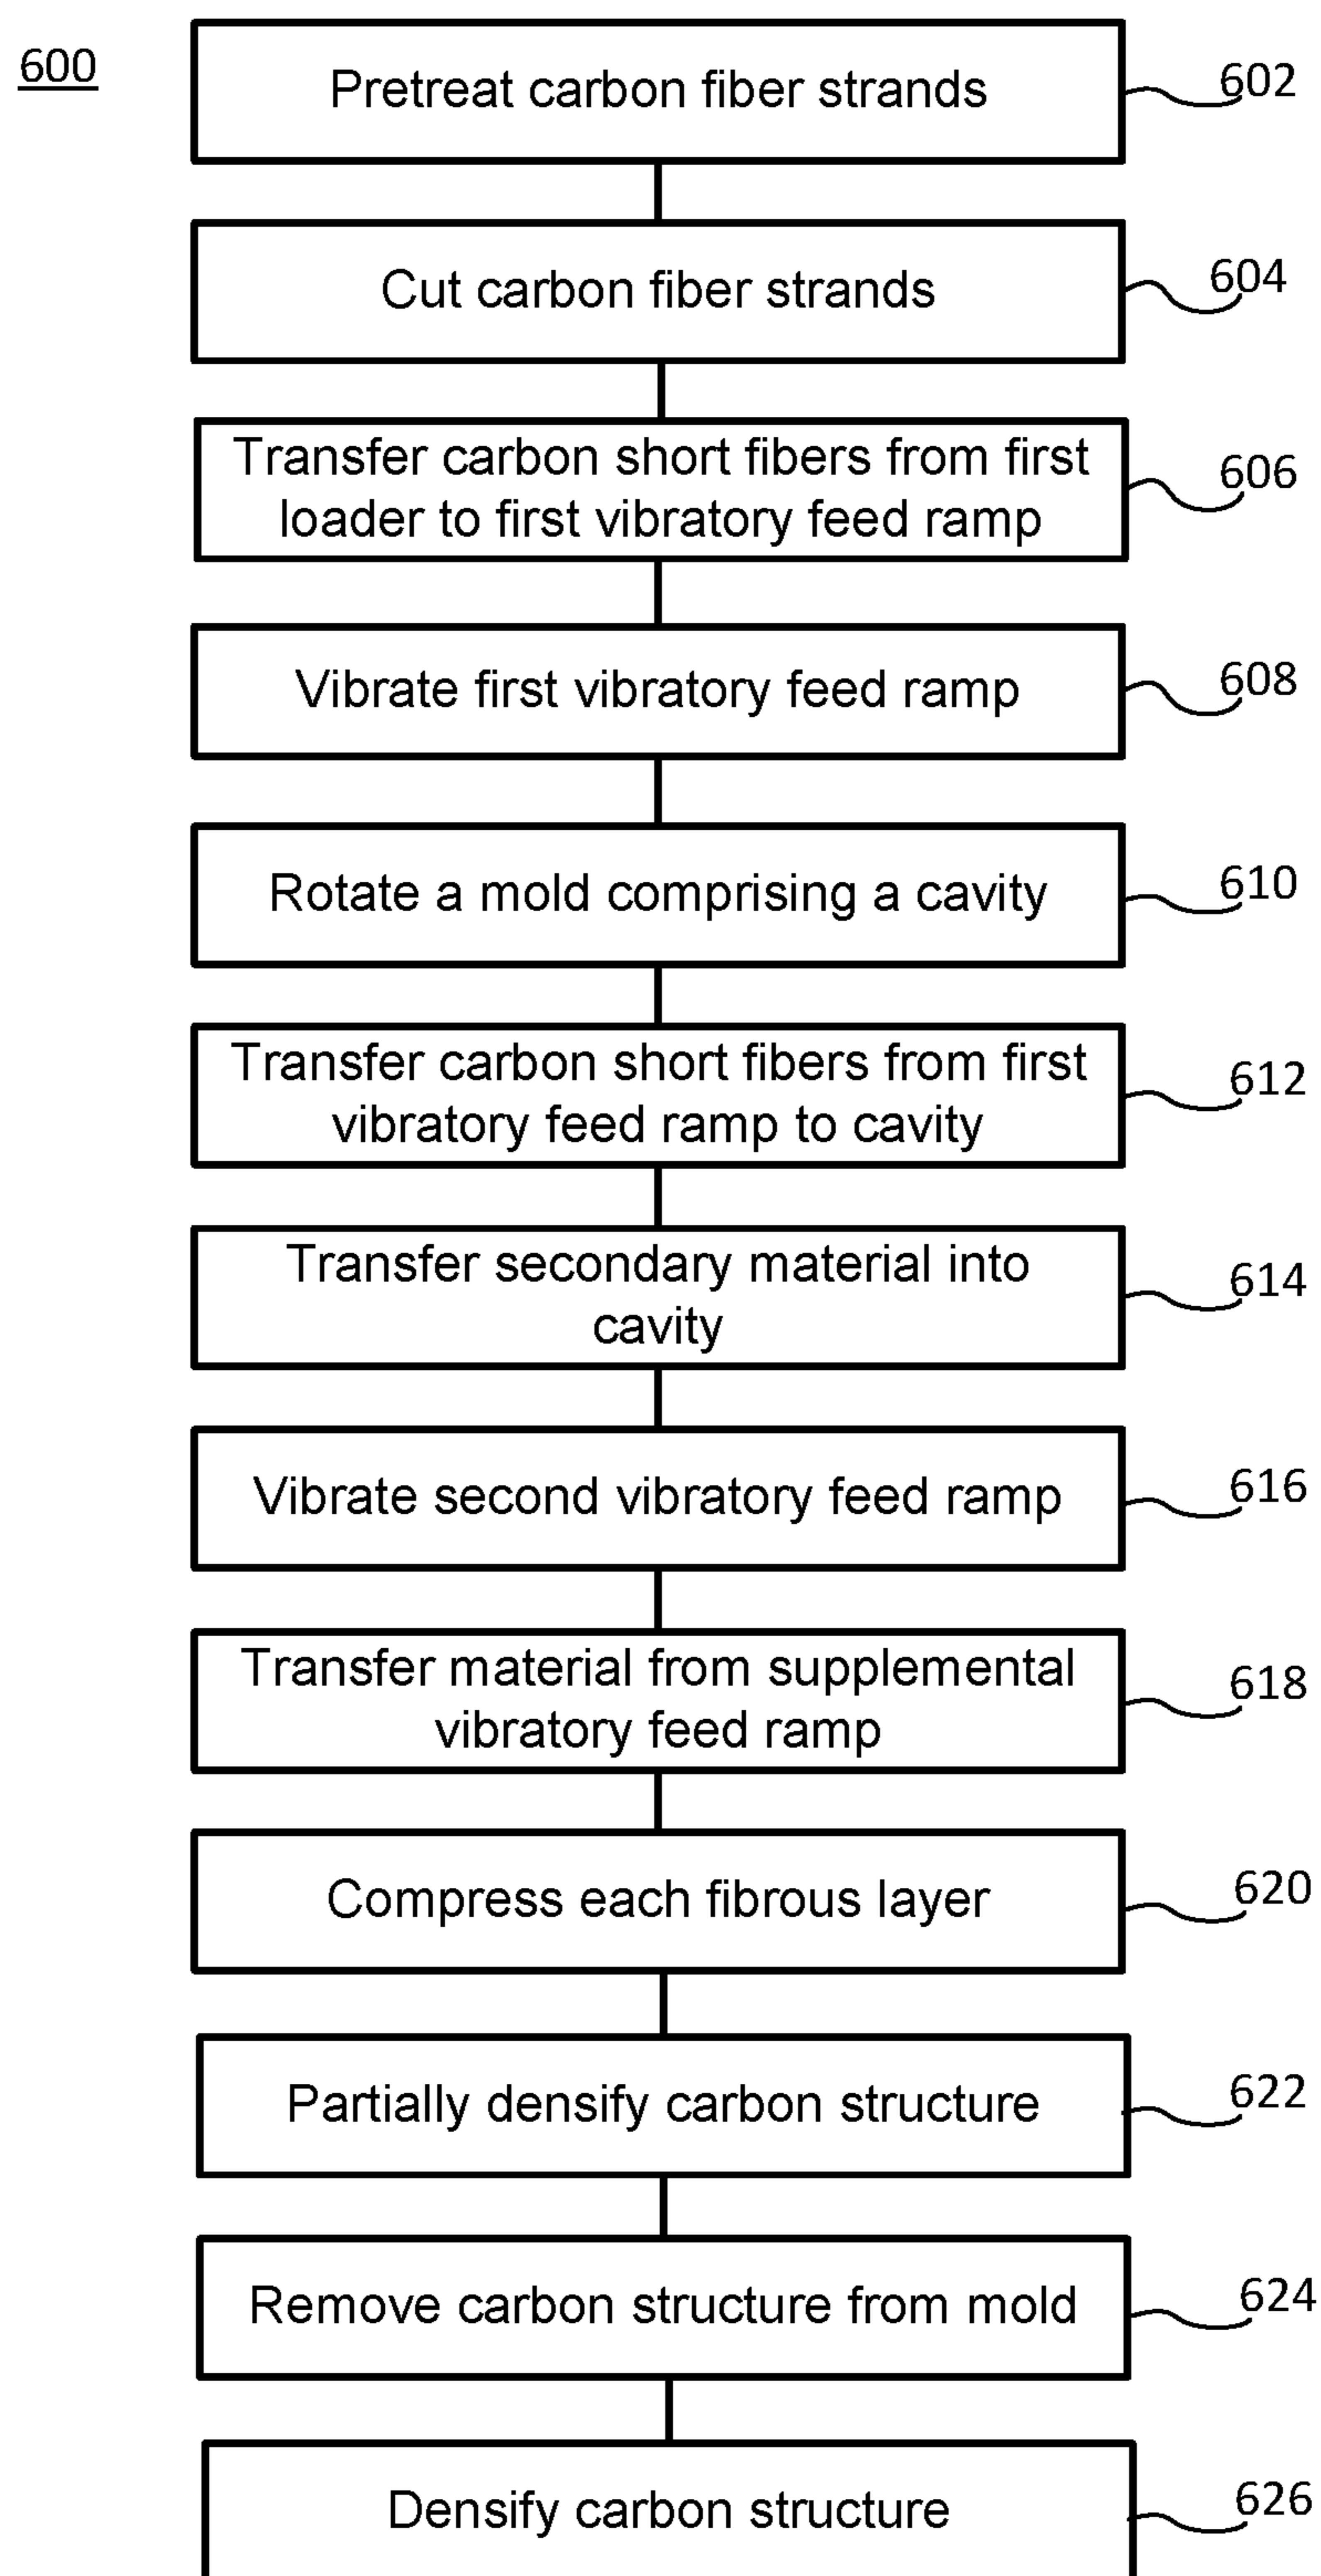 600
Pretreat carbon fiber strands
602
Cut carbon fiber strands
604
Transfer carbon short fibers from first
loader to first vibratory feed ramp
606
Vibrate first vibratory feed ramp
608
Rotate a mold comprising a cavity
610
Transfer carbon short fibers from first
vibratory feed ramp to cavity
612
Transfer secondary material into
cavity
614
Vibrate second vibratory feed ramp
616
Transfer material from supplemental
vibratory feed ramp
618
Compress each fibrous layer
620
Partially densify carbon structure
622
Remove carbon structure from mold
624
Densify carbon structure
626